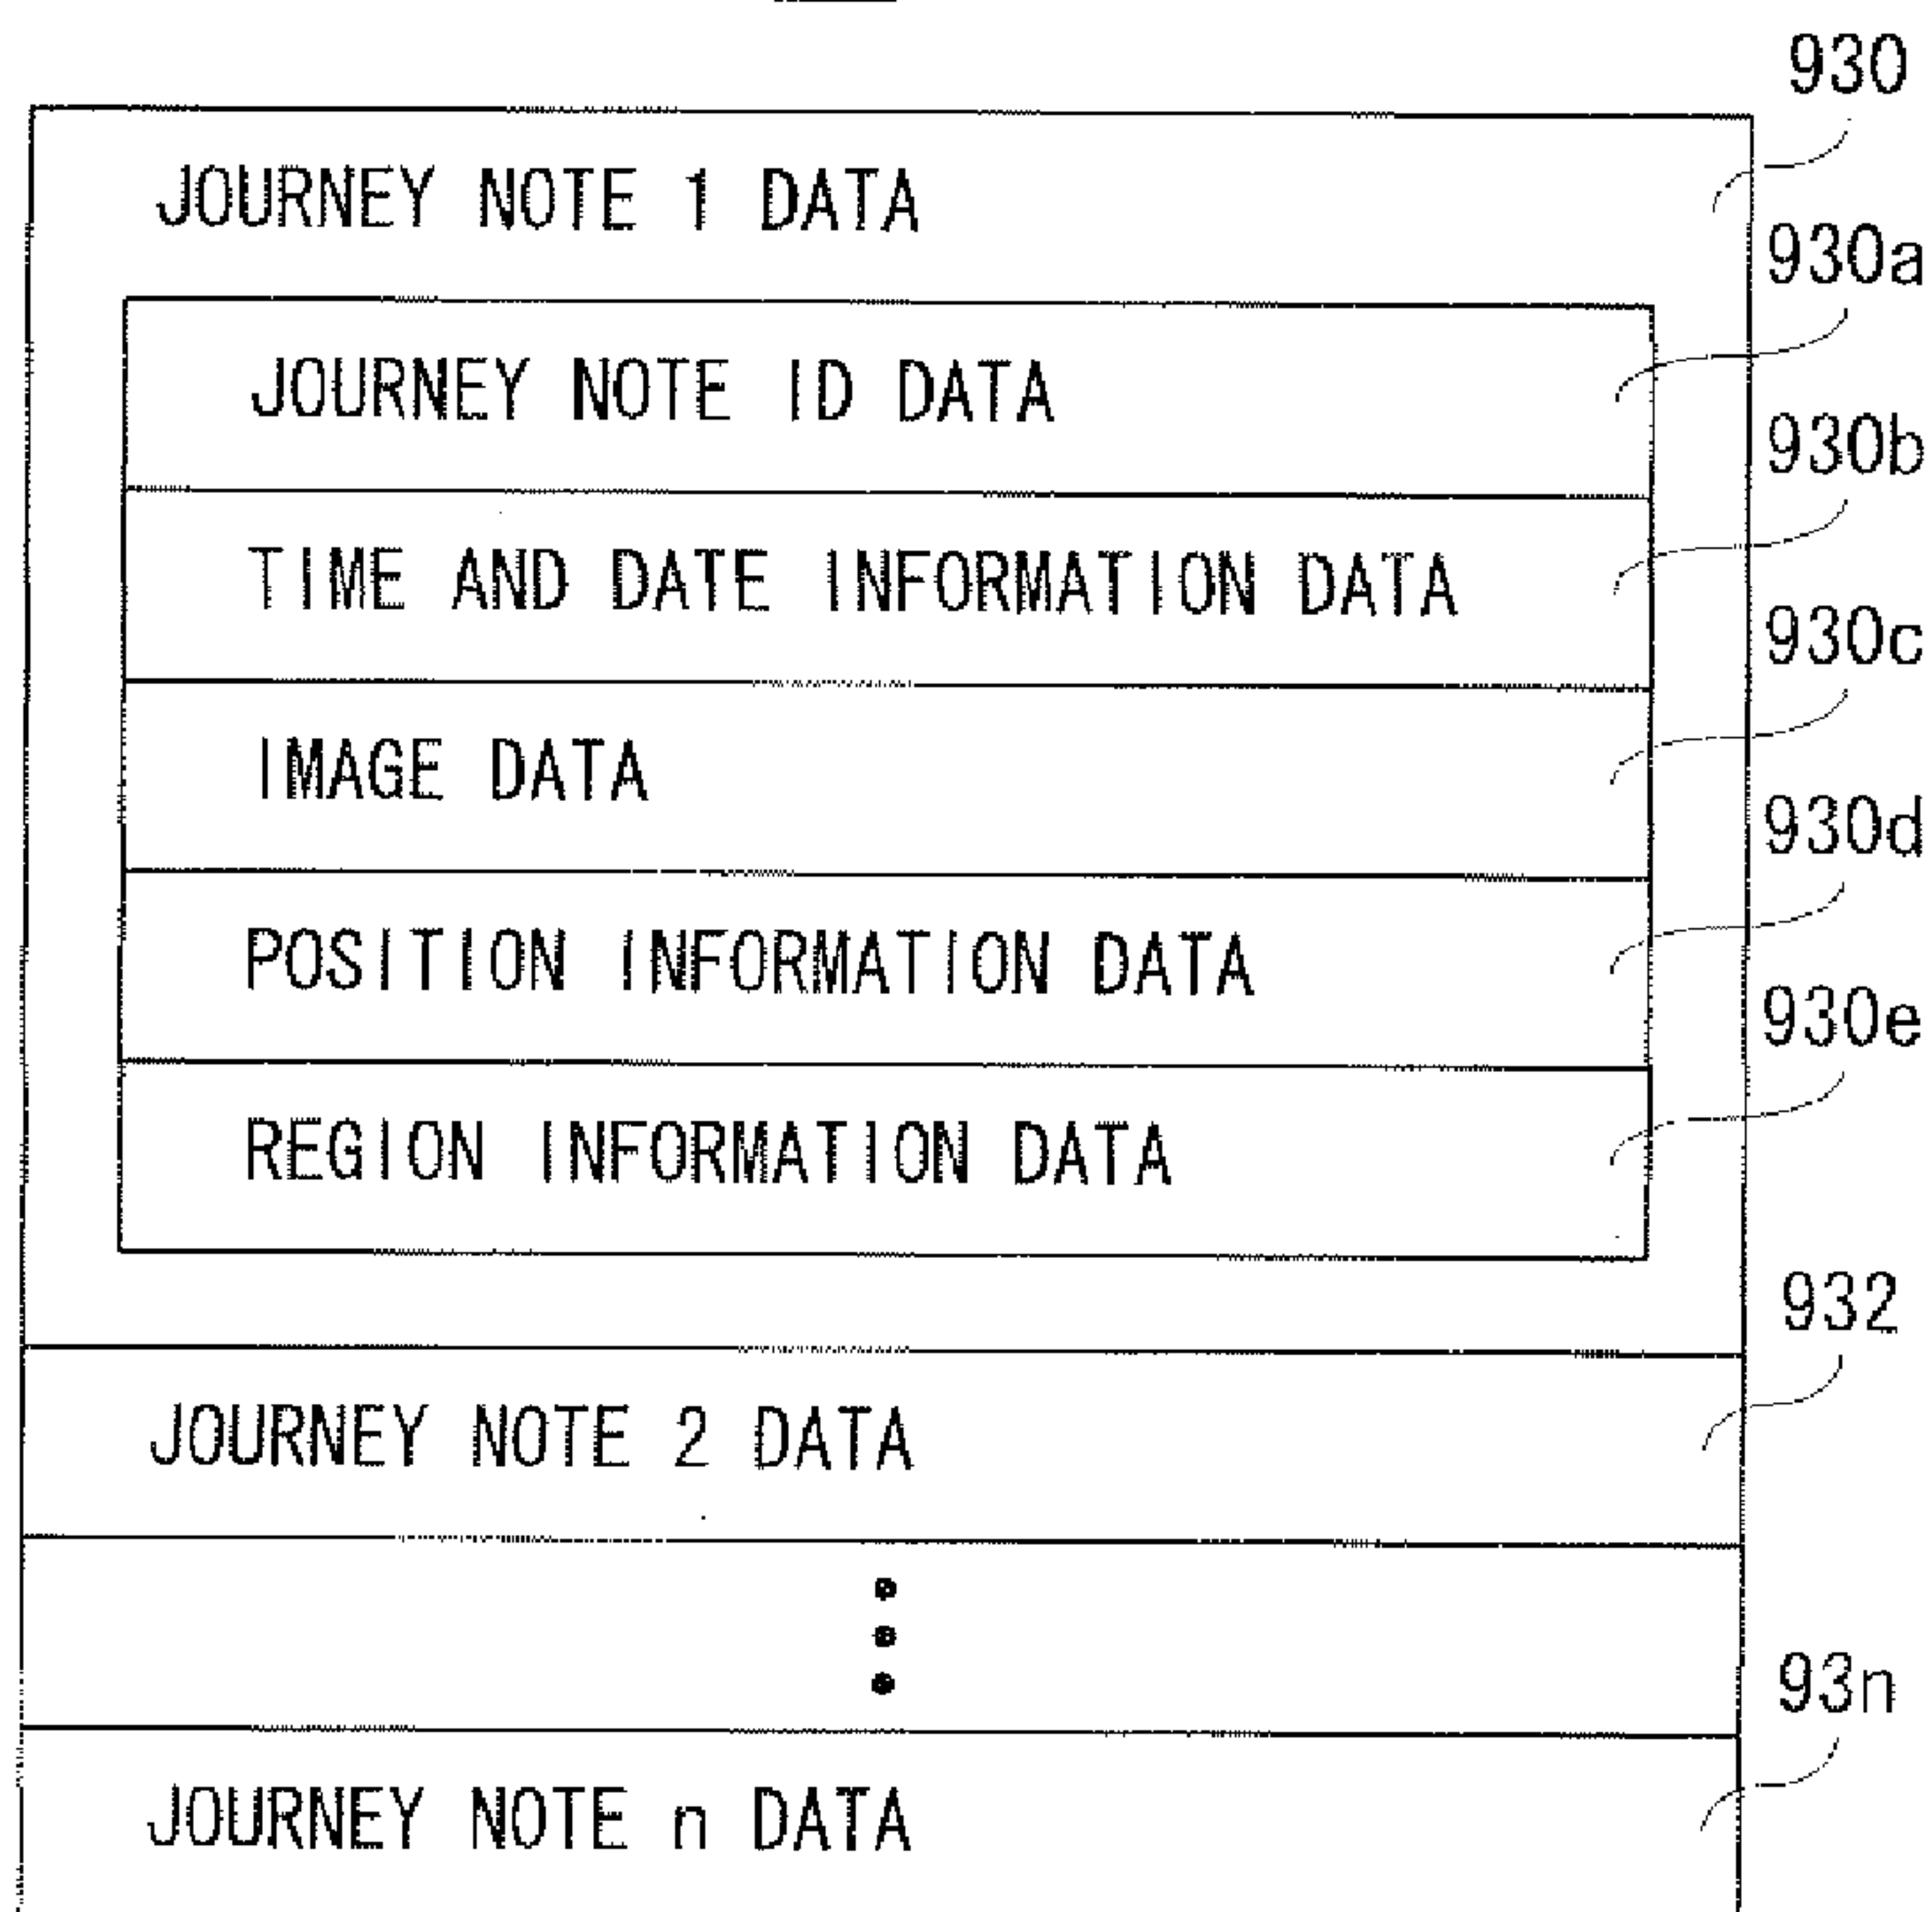 930
JOURNEY NOTE 1 DATA
930a
JOURNEY NOTE ID DATA
930b
TIME AND DATE INFORMATION DATA
930c
IMAGE DATA
930d
POSITION INFORMATION DATA
930e
REGION INFORMATION DATA
932
JOURNEY NOTE 2 DATA
93n
JOURNEY NOTE n DATA